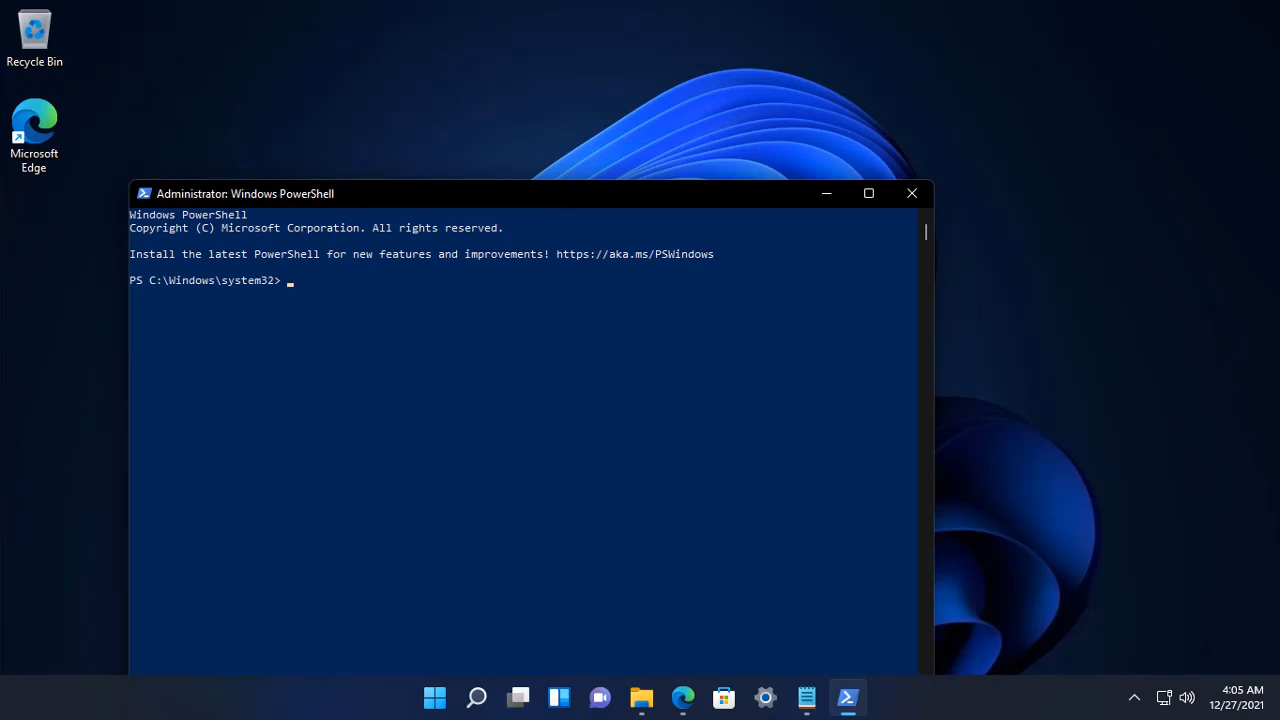 Recycle Bin
Microsoft
Edge
Administrator: Windows PowerShell
Windows PowerShell
Copyright (C) Microsoft Corporation. All rights reserved.
Install the latest PowerShell for new features and improvements! https://aka.ms/PSWindows
PS C:\Windows\system32>
4:05 AM
12/27/2021